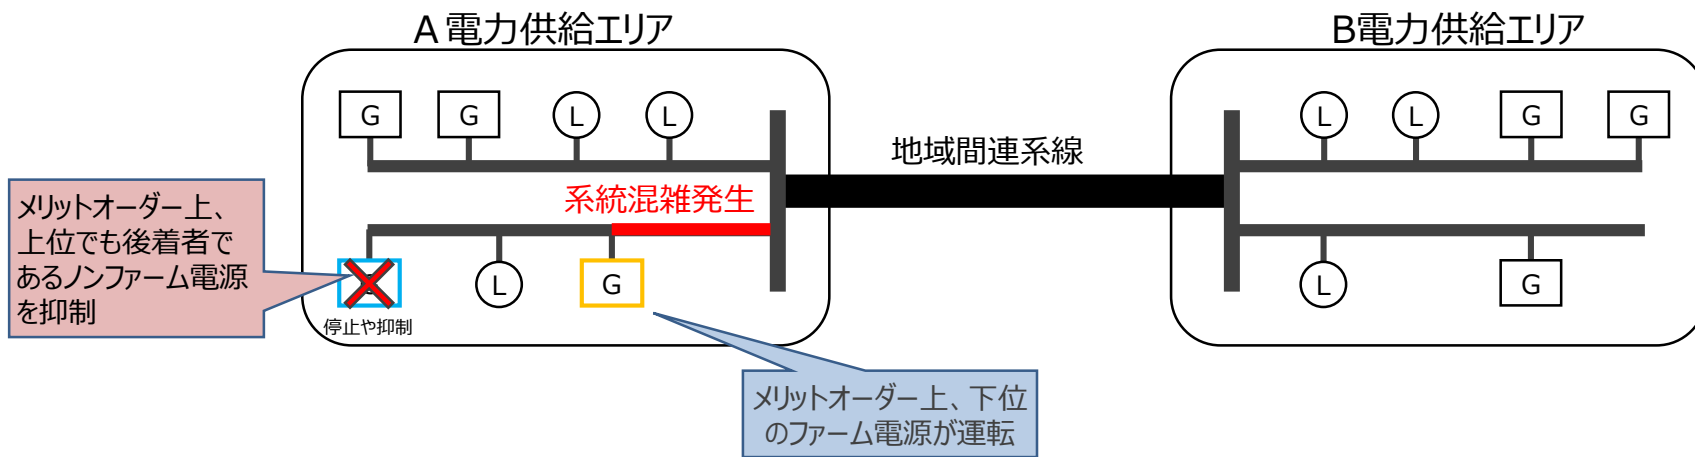 A電力供給エリア
B電力供給エリア
G
G
L
L
L
L
G
G
地域間連系線
系統混雑発生
メリットオーダー上、
上位でも後着者で
あるノンファーム電源
を抑制
L
G
L
G
停止や抑制
メリットオーダー上、下位
のファーム電源が運転